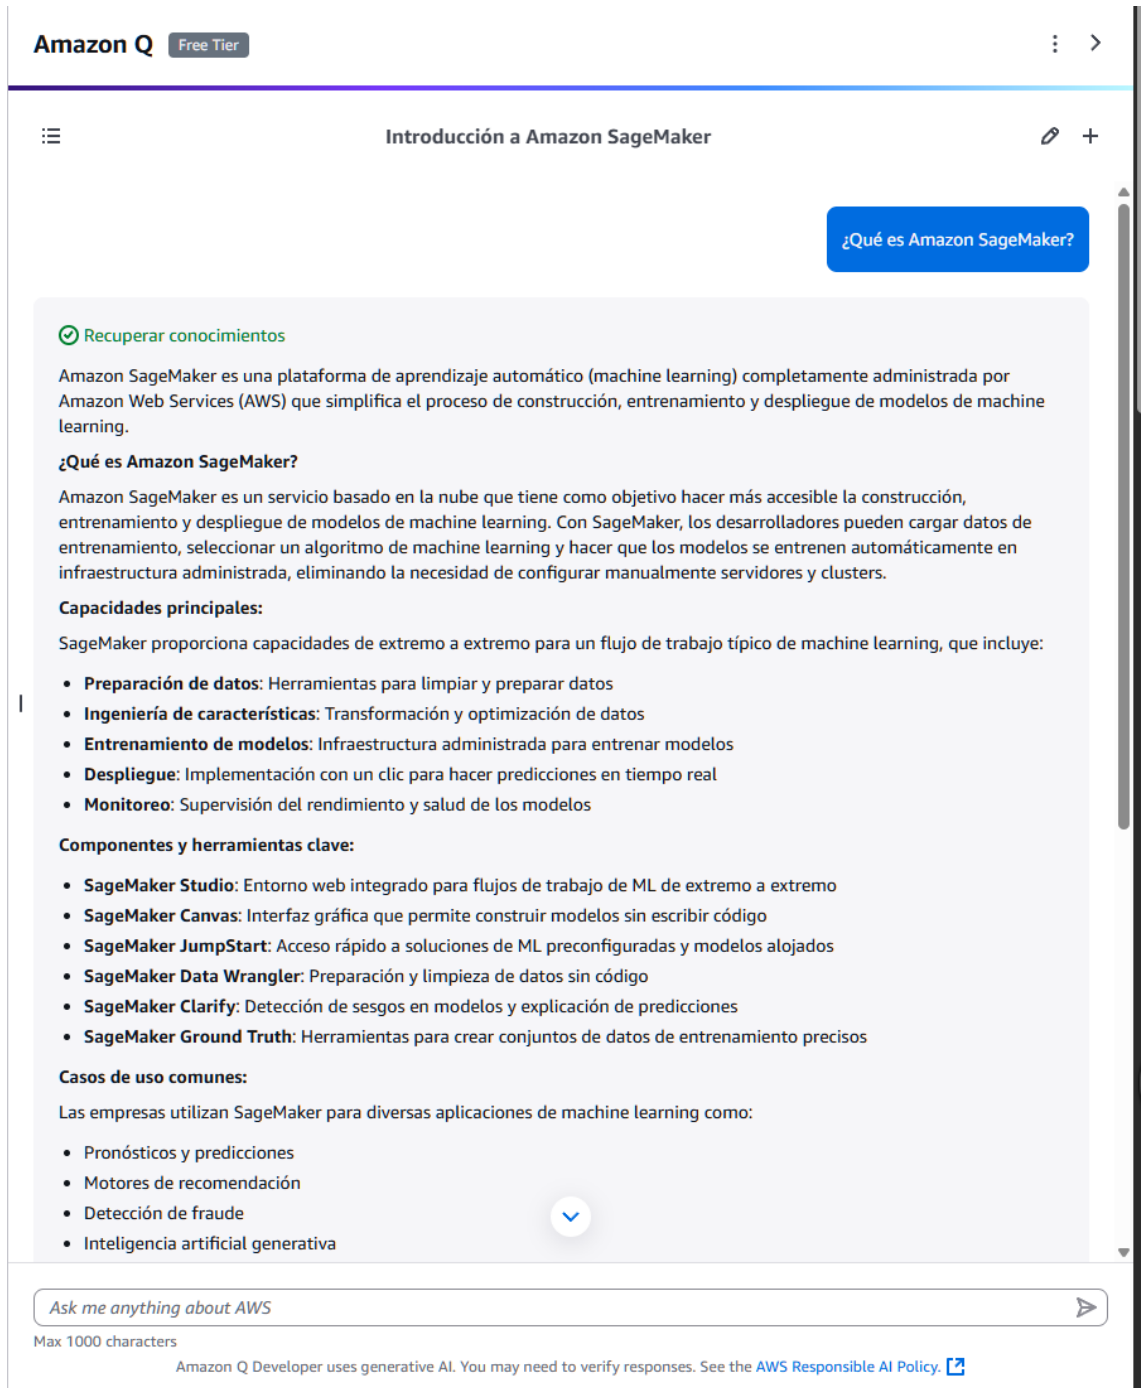 Amazon Q Free Tier
Introducción a Amazon SageMaker
¿Qué es Amazon SageMaker?
Recuperar conocimientos
Amazon SageMaker es una plataforma de aprendizaje automático (machine learning) completamente administrada por
Amazon Web Services (AWS) que simplifica el proceso de construcción, entrenamiento y despliegue de modelos de machine
learning.
¿Qué es Amazon SageMaker?
Amazon SageMaker es un servicio basado en la nube que tiene como objetivo hacer más accesible la construcción,
entrenamiento y despliegue de modelos de machine learning. Con SageMaker, los desarrolladores pueden cargar datos de
entrenamiento, seleccionar un algoritmo de machine learning y hacer que los modelos se entrenen automáticamente en
infraestructura administrada, eliminando la necesidad de configurar manualmente servidores y clusters.
Capacidades principales:
SageMaker proporciona capacidades de extremo a extremo para un flujo de trabajo típico de machine learning, que incluye:
• Preparación de datos: Herramientas para limpiar y preparar datos
• Ingeniería de características: Transformación y optimización de datos
• Entrenamiento de modelos: Infraestructura administrada para entrenar modelos
• Despliegue: Implementación con un clic para hacer predicciones en tiempo real
• Monitoreo: Supervisión del rendimiento y salud de los modelos
Componentes y herramientas clave:
• SageMaker Studio: Entorno web integrado para flujos de trabajo de ML de extremo a extremo
• SageMaker Canvas: Interfaz gráfica que permite construir modelos sin escribir código
• SageMaker JumpStart: Acceso rápido a soluciones de ML preconfiguradas y modelos alojados
• SageMaker Data Wrangler: Preparación y limpieza de datos sin código
• SageMaker Clarify: Detección de sesgos en modelos y explicación de predicciones
• SageMaker Ground Truth: Herramientas para crear conjuntos de datos de entrenamiento precisos
Casos de uso comunes:
Las empresas utilizan SageMaker para diversas aplicaciones de machine learning como:
• Pronósticos y predicciones
• Motores de recomendación
• Detección de fraude
• Inteligencia artificial generativa
Ask me anything about AWS
Max 1000 characters
Amazon Q Developer uses generative AI. You may need to verify responses. See the AWS Responsible AI Policy.